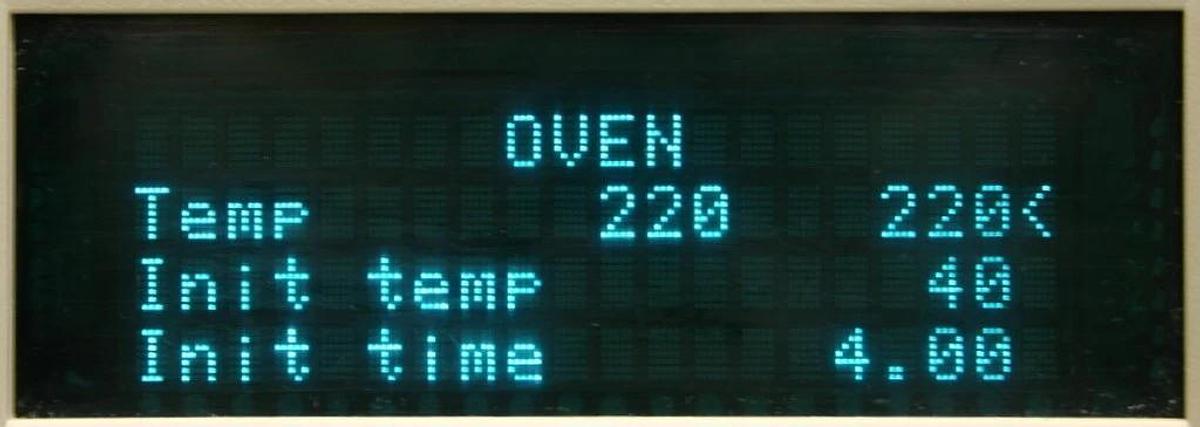 OVEN
Temp 220 220<
Init temp 40
Init time 4.00